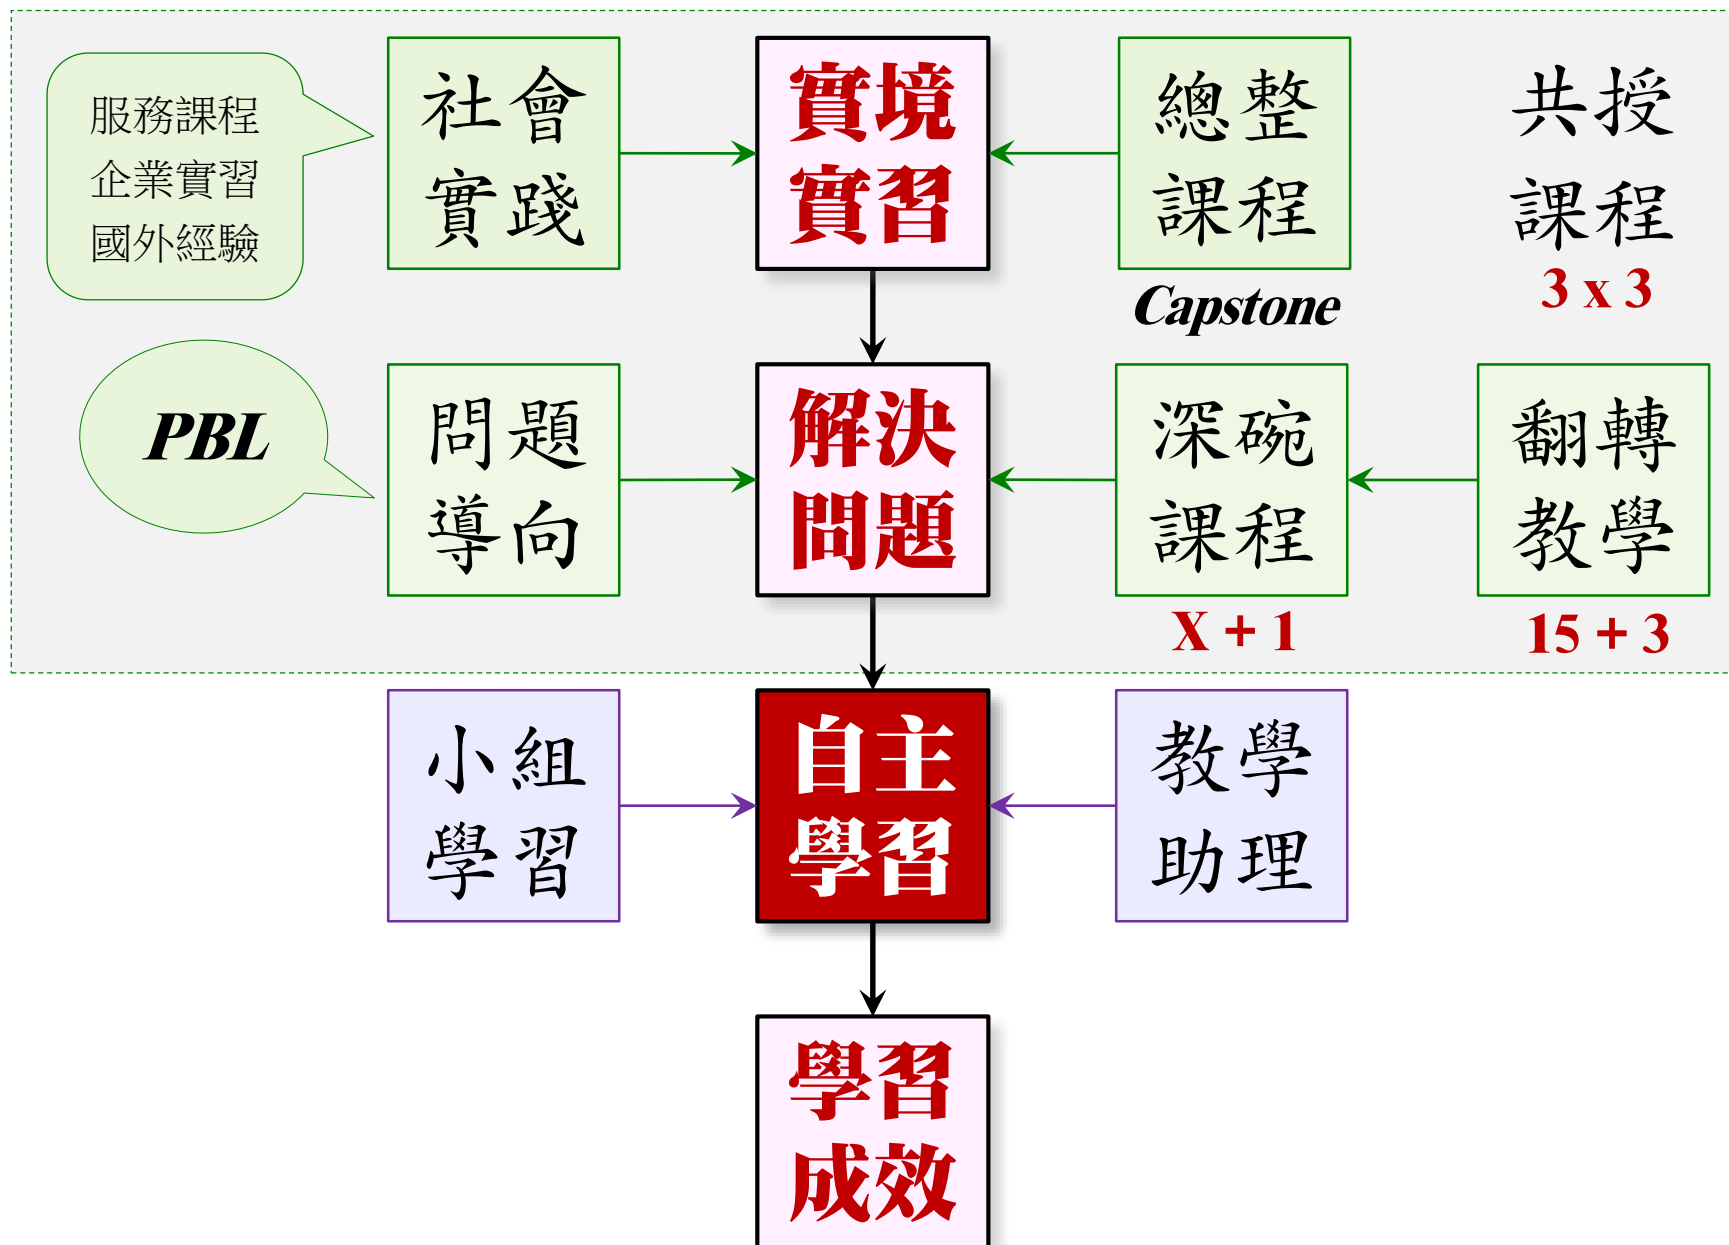 服務課程
企業實習
國外經驗
社會
實踐
實境
實習
總整
課程
Capstone
共授
課程
3 x 3
PBL
問題
導向
解決
問題
深碗
課程
X + 1
翻轉
教學
15 + 3
小組
學習
自主
學習
教學
助理
學習
成效